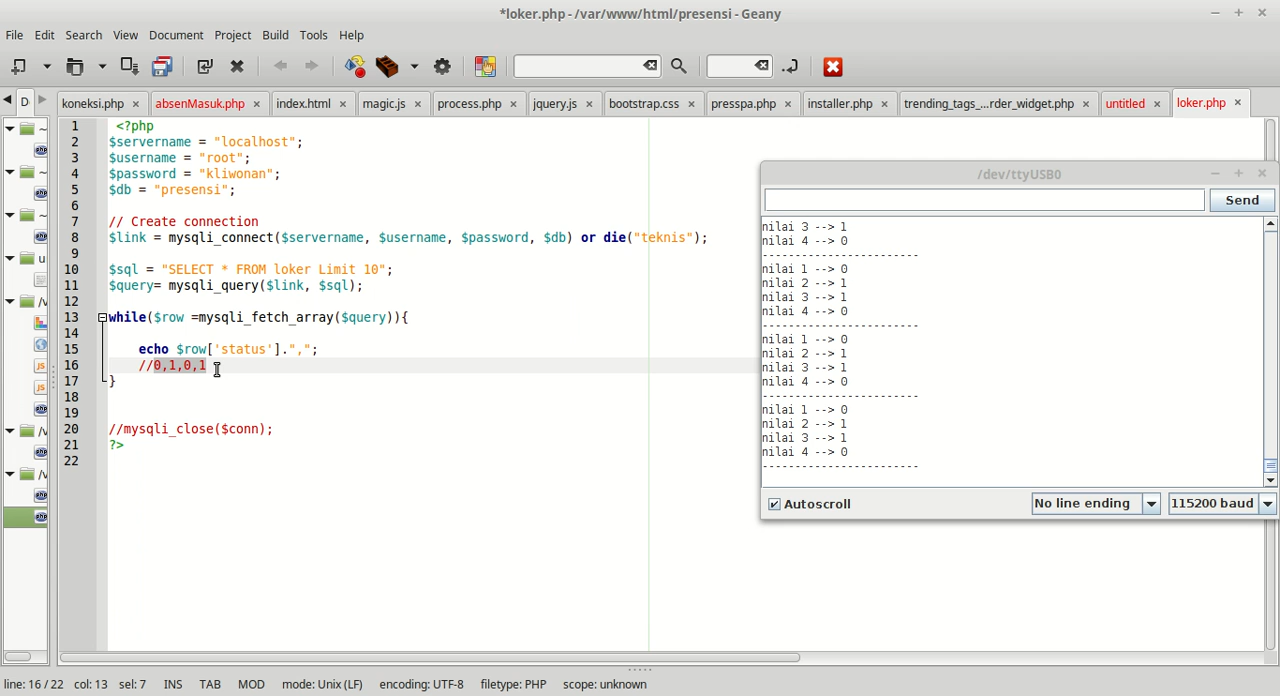 *loker.php - /var/www/html/presensi - Geany
File Edit Search View Document Project Build Tools Help
D koneksi.php absenMasuk.php index.html magic.js process.php jquery.js bootstrap.css presspa.php installer.php trending_tags_...rder_widget.php untitled loker.php
~
~
~
u
/v
/v
/v
1 <?php
2 $servername = "localhost";
3 $username = "root";
4 $password = "kliwonan";
5 $db = "presensi";
6
7 // Create connection
8 $link = mysqli_connect($servername, $username, $password, $db) or die("teknis");
9
10 $sql = "SELECT * FROM loker Limit 10";
11 $query= mysqli_query($link, $sql);
12
13 while($row =mysqli_fetch_array($query)){
14
15 echo $row['status'].",";
16 //0,1,0,1
17 }
18
19
20 //mysqli_close($conn);
21 ?>
22
/dev/ttyUSB0
Send
nilai 3 --> 1
nilai 4 --> 0
------------------------
nilai 1 --> 0
nilai 2 --> 1
nilai 3 --> 1
nilai 4 --> 0
------------------------
nilai 1 --> 0
nilai 2 --> 1
nilai 3 --> 1
nilai 4 --> 0
------------------------
nilai 1 --> 0
nilai 2 --> 1
nilai 3 --> 1
nilai 4 --> 0
------------------------
Autoscroll No line ending 115200 baud
line: 16 / 22 col: 13 sel: 7 INS TAB MOD mode: Unix (LF) encoding: UTF-8 filetype: PHP scope: unknown